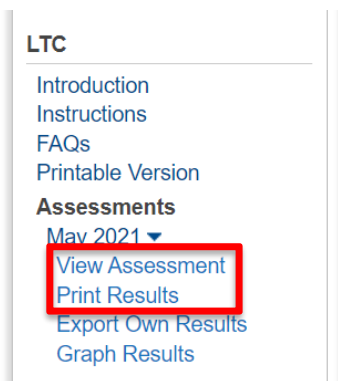 LTC
Introduction
Instructions
FAQs
Printable Version
Assessments
May 2021
View Assessment
Print Results
Export Own Results
Graph Results